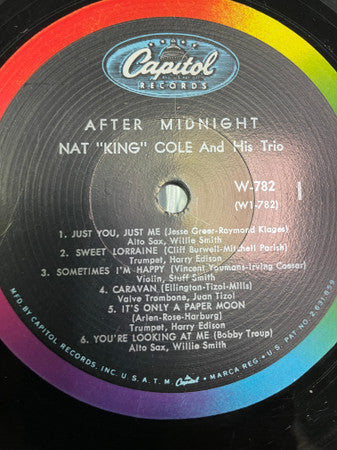 Capitol
RECORDS
AFTER MIDNIGHT
NAT "KING" COLE And His Trio
W-782
(W1-782)
1
1. JUST YOU, JUST ME (Jesse Greer-Raymond Klages)
Alto Sax, Willie Smith
2. SWEET LORRAINE (Cliff Burwell-Mitchell Parish)
Trumpet, Harry Edison
3. SOMETIMES I'M HAPPY (Vincent Youmans-Irving Caesar)
Violin, Stuff Smith
4. CARAVAN (Ellington-Tizol-Mills)
Valve Trombone, Juan Tizol
5. IT'S ONLY A PAPER MOON
(Arlen-Rose-Harburg)
Trumpet, Harry Edison
6. YOU'RE LOOKING AT ME (Bobby Troup)
Alto Sax, Willie Smith
MFD. BY CAPITOL RECORDS, INC. U.S.A. T.M. Capitol MARCA REG. • U.S. PAT. NO. 2,631,859